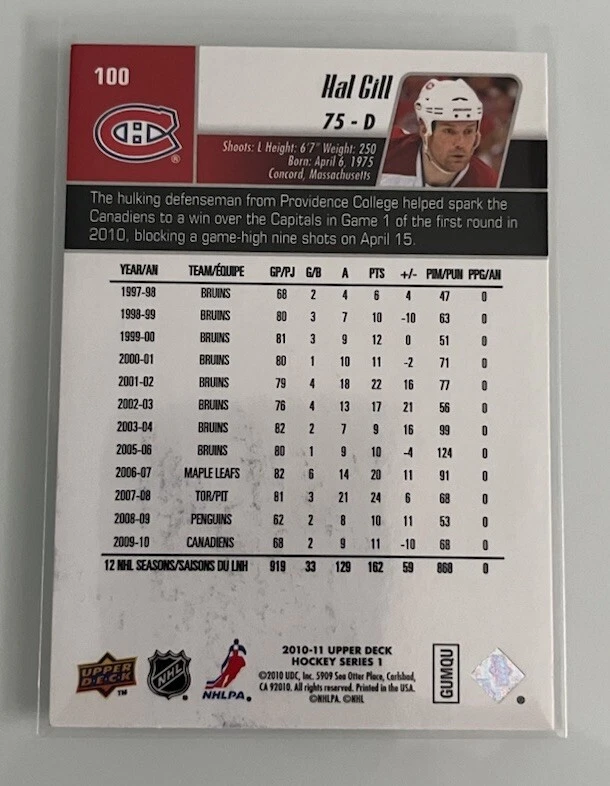 100
Hal Gill
75 - D
Shoots: L Height: 6'7" Weight: 250
Born: April 6, 1975
Concord, Massachusetts
The hulking defenseman from Providence College helped spark the
Canadiens to a win over the Capitals in Game 1 of the first round in
2010, blocking a game-high nine shots on April 15.
YEAR/AN TEAM/ÉQUIPE GP/PJ G/B A PTS +/- PIM/PUN PPG/AN
1997-98 BRUINS 68 2 4 6 4 47 0
1998-99 BRUINS 80 3 7 10 -10 63 0
1999-00 BRUINS 81 3 9 12 0 51 0
2000-01 BRUINS 80 1 10 11 -2 71 0
2001-02 BRUINS 79 4 18 22 16 77 0
2002-03 BRUINS 76 4 13 17 21 56 0
2003-04 BRUINS 82 2 7 9 16 99 0
2005-06 BRUINS 80 1 9 10 -4 124 0
2006-07 MAPLE LEAFS 82 6 14 20 11 91 0
2007-08 TOR/PIT 81 3 21 24 6 68 0
2008-09 PENGUINS 62 2 8 10 11 53 0
2009-10 CANADIENS 68 2 9 11 -10 68 0
12 NHL SEASONS/SAISONS DU LNH 919 33 129 162 59 868 0
UPPER
DECK
™
NHL
NHLPA
2010-11 UPPER DECK
HOCKEY SERIES 1
©2010 UDC, Inc. 5909 Sea Otter Place, Carlsbad,
CA 92010. All rights reserved. Printed in the USA.
©NHLPA. ©NHL
GUMQU